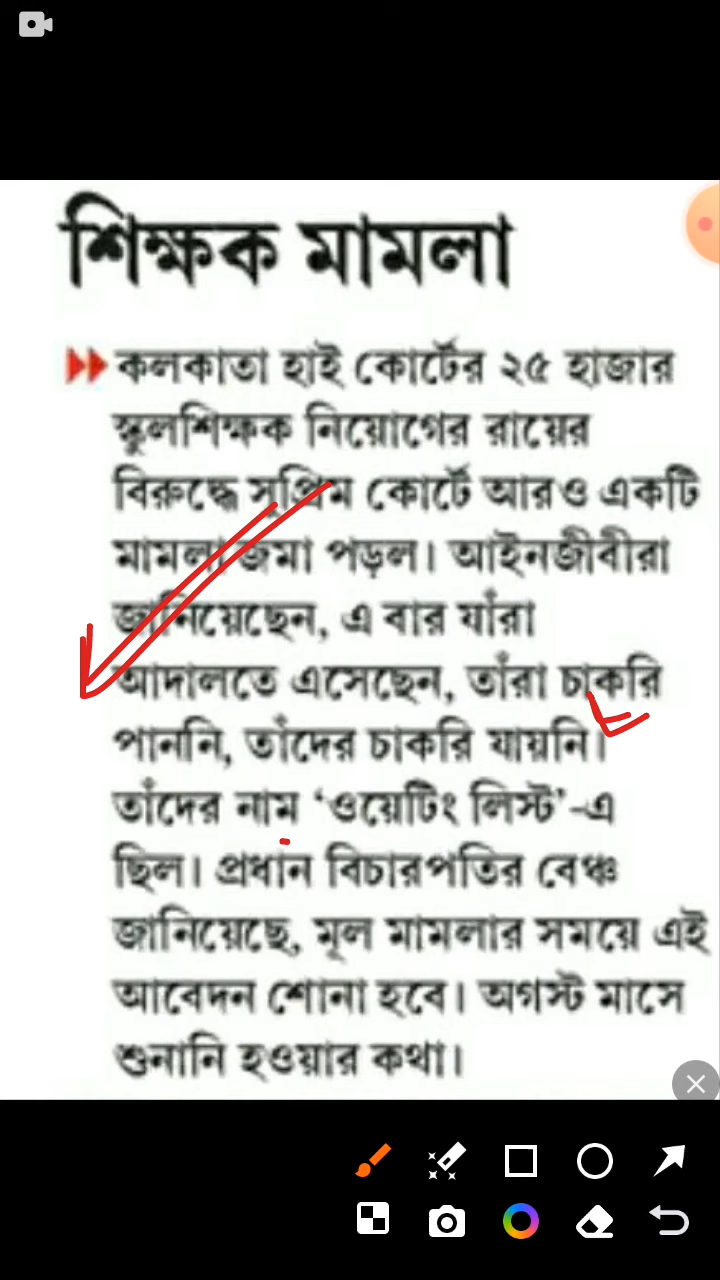 শিক্ষক মামলা
কলকাতা হাই কোর্টের ২৫ হাজার
স্কুলশিক্ষক নিয়োগের রায়ের
বিরুদ্ধে সুপ্রিম কোর্টে আরও একটি
মামলা জমা পড়ল। আইনজীবীরা
জানিয়েছেন, এ বার যাঁরা
আদালতে এসেছেন, তাঁরা চাকরি
পাননি, তাঁদের চাকরি যায়নি।
তাঁদের নাম ‘ওয়েটিং লিস্ট’-এ
ছিল। প্রধান বিচারপতির বেঞ্চ
জানিয়েছে, মূল মামলার সময়ে এই
আবেদন শোনা হবে। অগস্ট মাসে
শুনানি হওয়ার কথা।